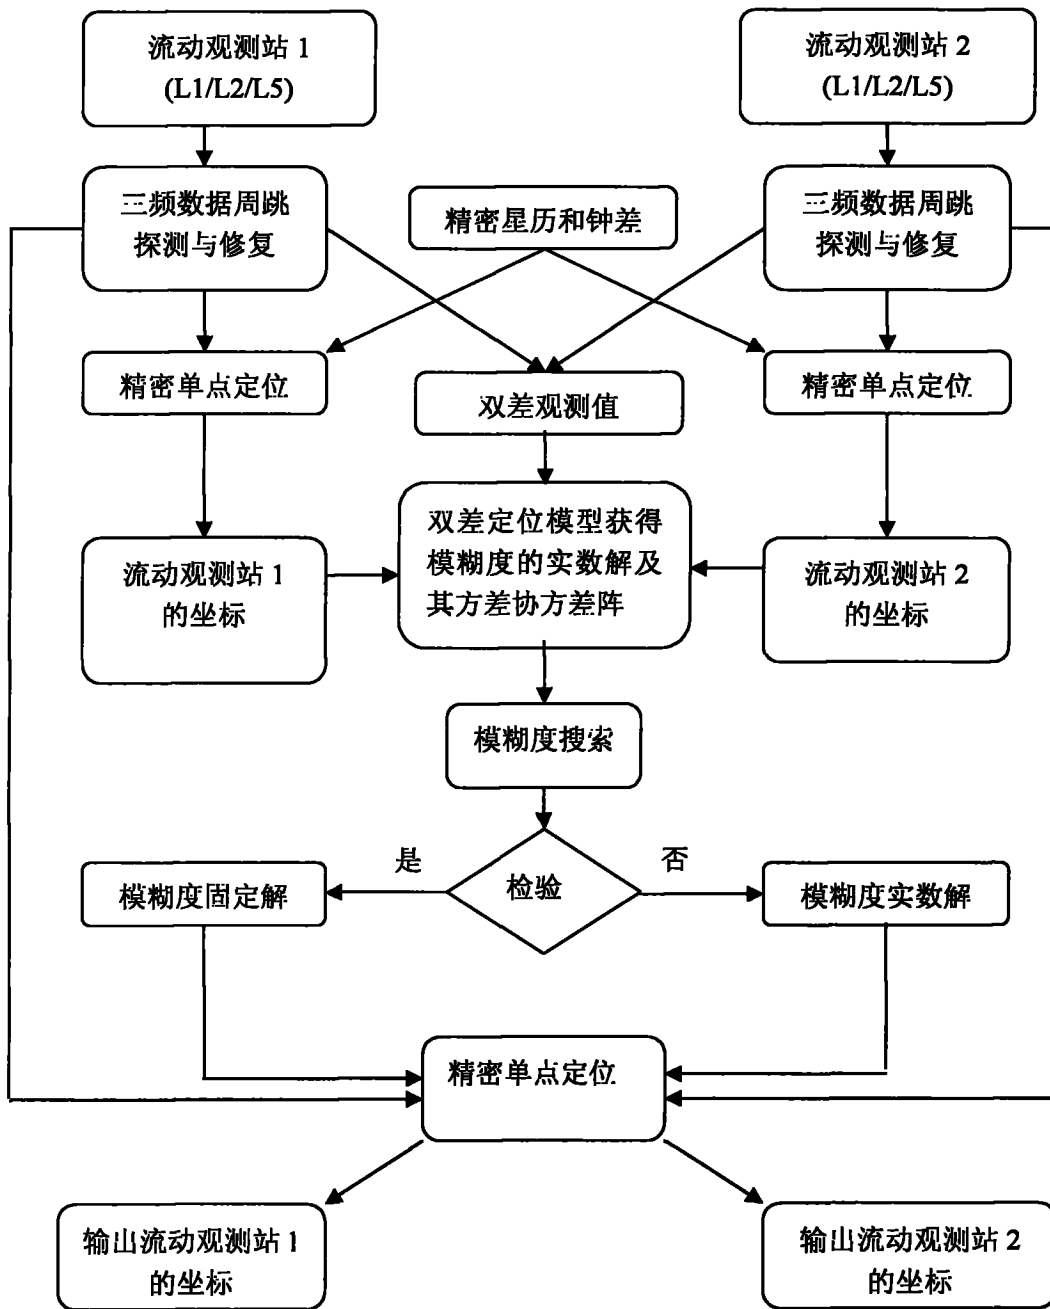 流动观测站 1
(L1/L2/L5)
流动观测站 2
(L1/L2/L5)
三频数据周跳
探测与修复
精密星历和钟差
三频数据周跳
探测与修复
精密单点定位
双差观测值
精密单点定位
流动观测站 1
的坐标
双差定位模型获得
模糊度的实数解及
其方差协方差阵
流动观测站 2
的坐标
模糊度搜索
是
否
模糊度固定解
检验
模糊度实数解
精密单点定位
输出流动观测站 1
的坐标
输出流动观测站 2
的坐标